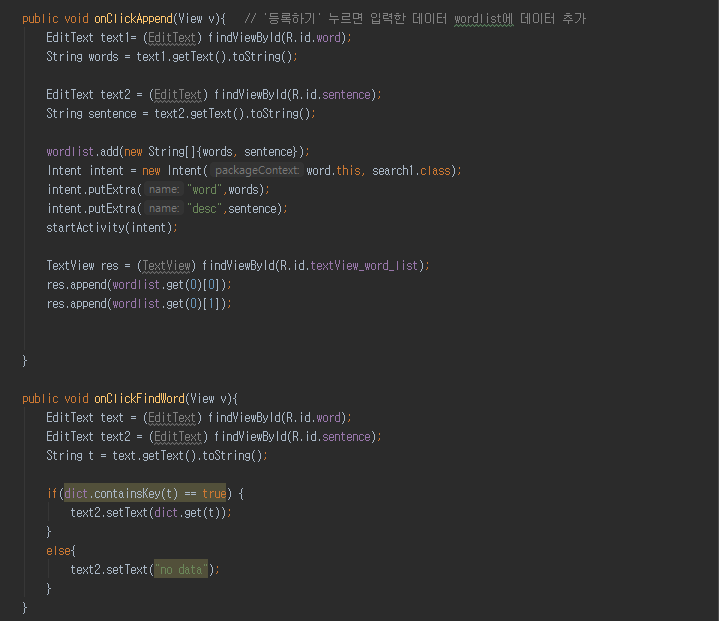 public void onClickAppend(View v){   // '등록하기' 누르면 입력한 데이터 wordlist에 데이터 추가
EditText text1= (EditText) findViewById(R.id.word);
String words = text1.getText().toString();
EditText text2 = (EditText) findViewById(R.id.sentence);
String sentence = text2.getText().toString();
wordlist.add(new String[]{words, sentence});
Intent intent = new Intent( packageContext: word.this, search1.class);
intent.putExtra( name: "word",words);
intent.putExtra( name: "desc",sentence);
startActivity(intent);
TextView res = (TextView) findViewById(R.id.textView_word_list);
res.append(wordlist.get(0)[0]);
res.append(wordlist.get(0)[1]);
}
public void onClickFindWord(View v){
EditText text = (EditText) findViewById(R.id.word);
EditText text2 = (EditText) findViewById(R.id.sentence);
String t = text.getText().toString();
if(dict.containsKey(t) == true) {
text2.setText(dict.get(t));
}
else{
text2.setText("no data");
}
}